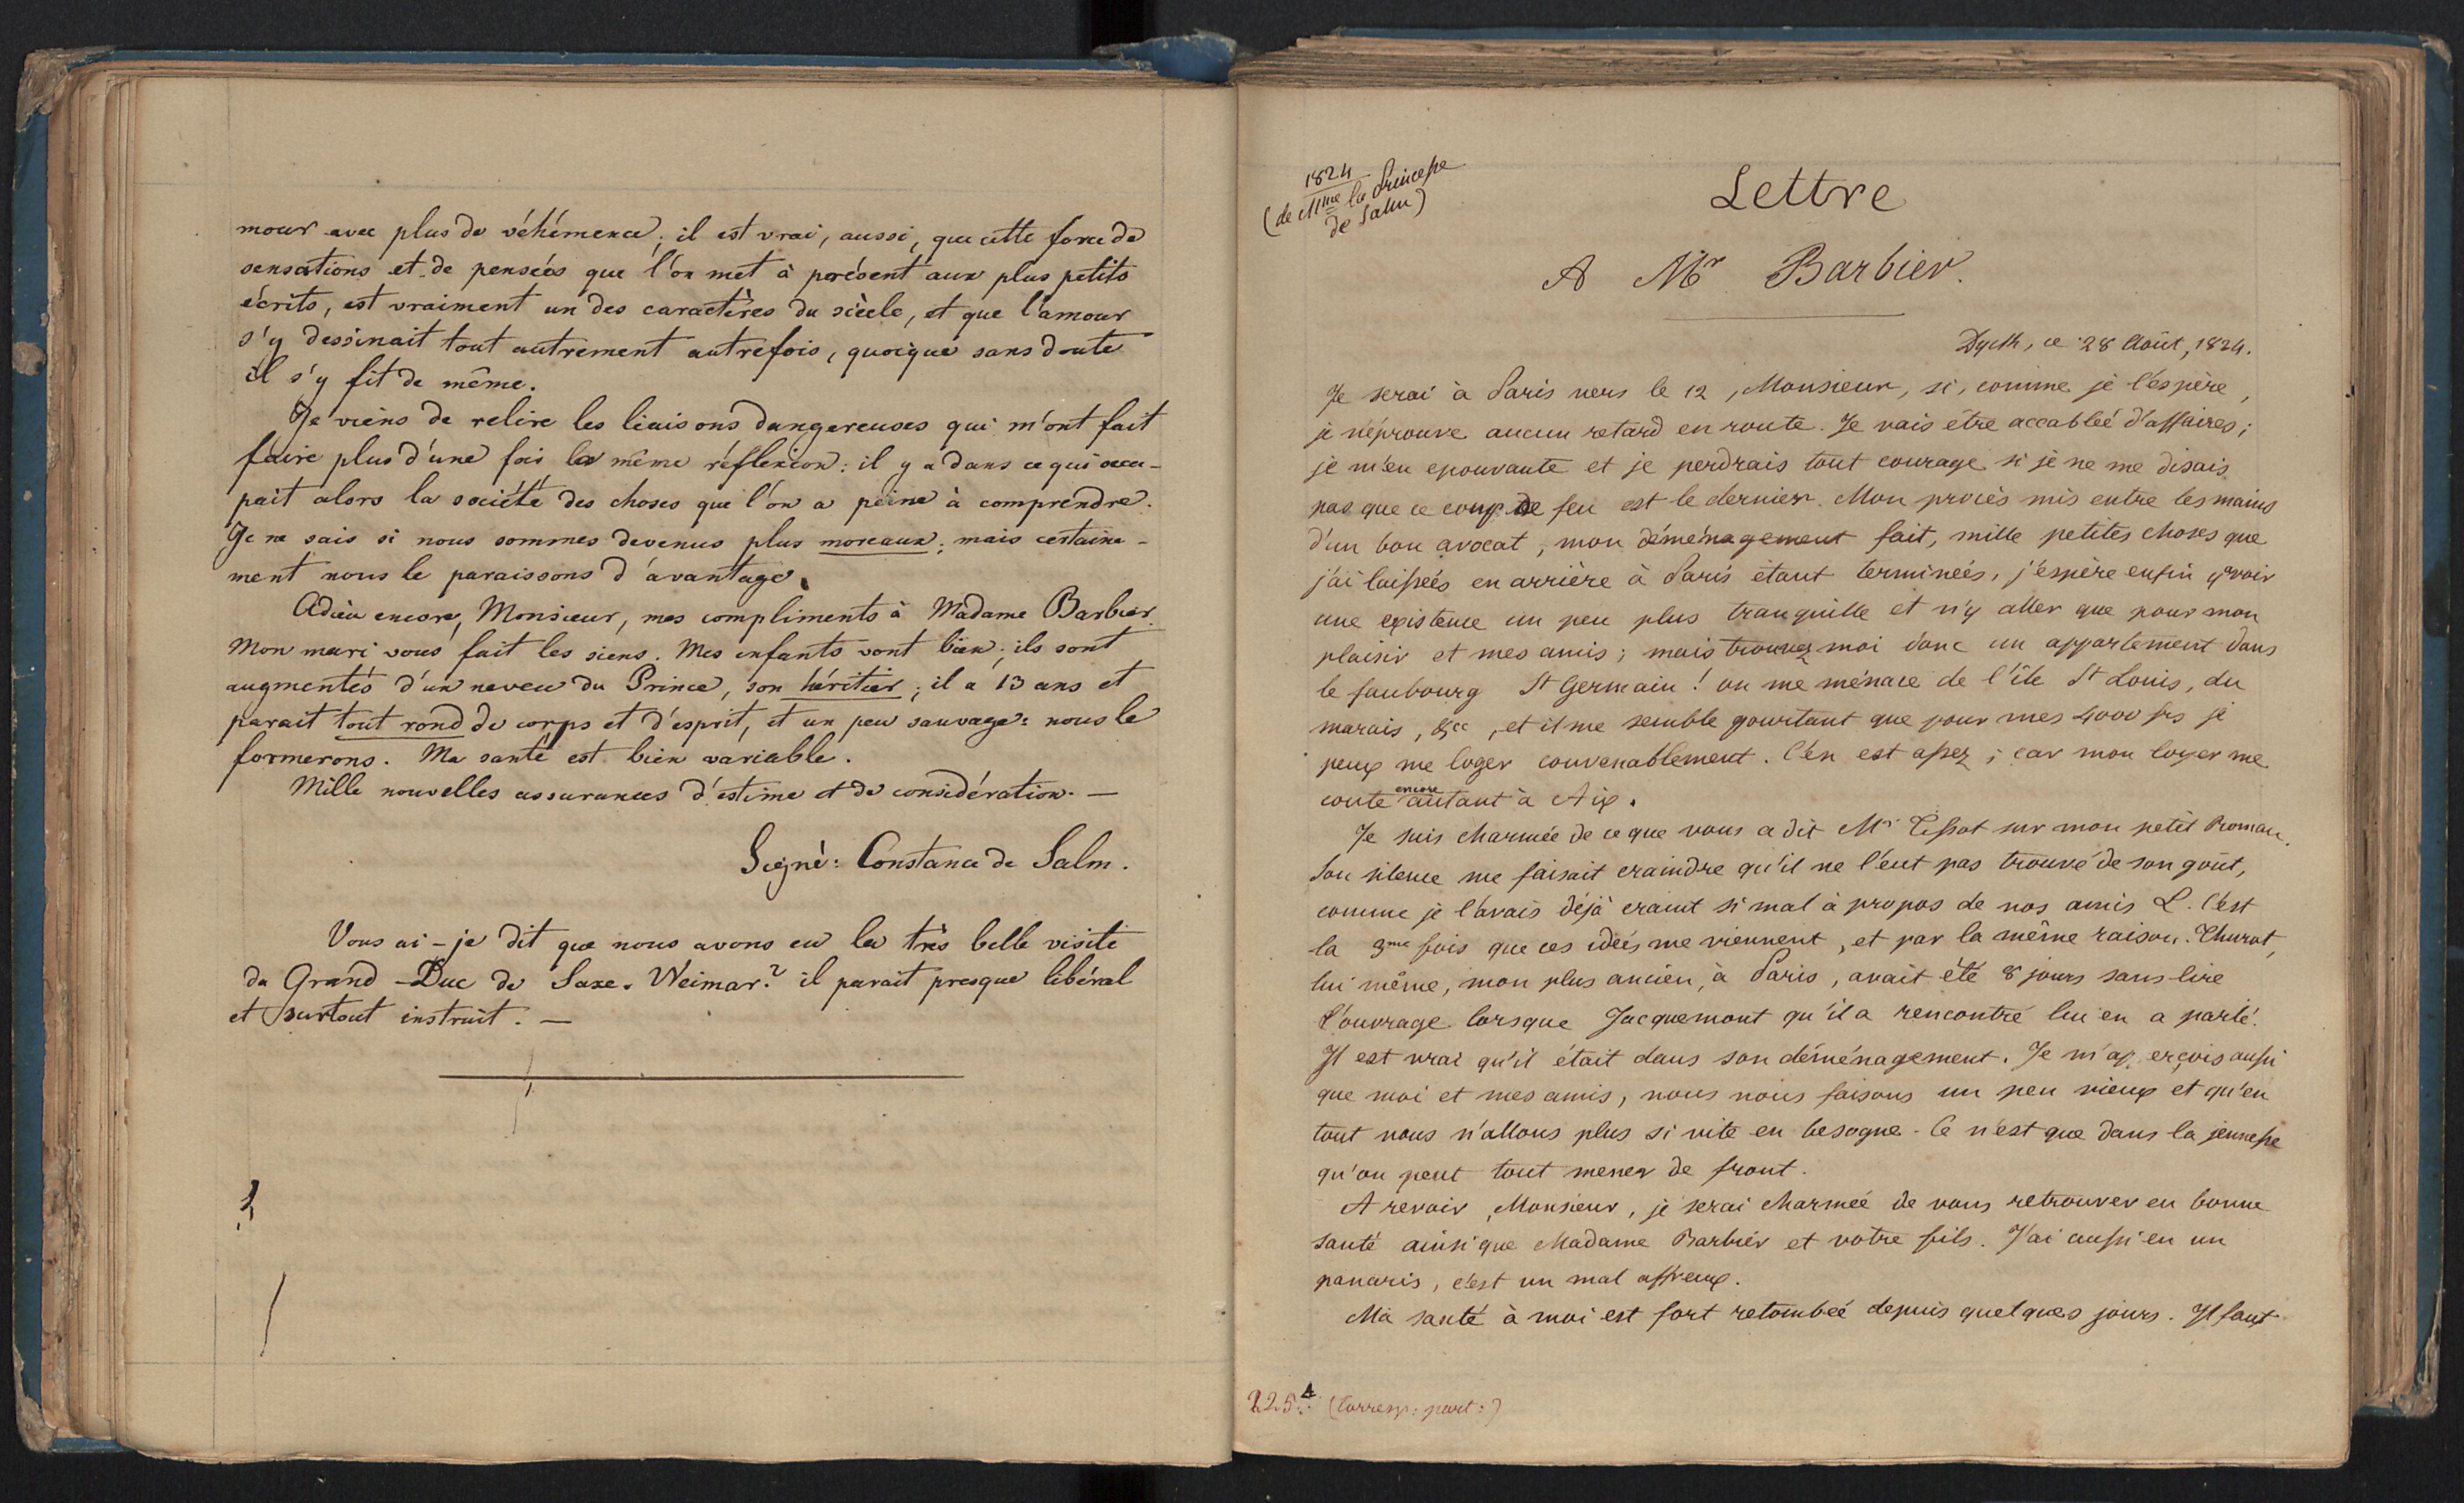 mour avec plus de véhémence; il est vrai, aussi, que cette force de
sensations et de pensées que l'on met à présent aux plus petits
écrits, est vraiment un des caractères du siècle, et que l'amour
s'y dessinait tout autrement autrefois, quoique sans doute
il s'y fit de même.
Je viens de relire les liaisons dangereuses qui m'ont fait
faire plus d'une fois la même réflexion: il y a dans ce qui occu-
pait alors la société des choses que l'on a peine à comprendre.
Je ne sais si nous sommes devenus plus moreaux; mais certaine-
ment nous le paraissons d'avantage.
Adieu encore, Monsieur, mes compliments à Madame Barbier.
Mon mari vous fait les siens. Mes enfants vont bien; ils sont
augmentés d'un neveu du Prince, son héritier; il a 13 ans et
parait tout rond de corps et d'esprit, et un peu sauvage: nous le
formerons. Ma santé est bien variable.
Mille nouvelles assurances d'estime et de considération. —
Signé: Constance de Salm.
Vous ai-je dit que nous avons eu la très belle visite
du Grand-Duc de Saxe-Weimar? il parait presque libéral
et surtout instruit. —
1824
(de Mme la Princesse
de Salm)
Lettre
A Mr Barbier.
Dyck, ce 28 Août, 1824.
Je serai à Paris vers le 12, Monsieur, si, comme je l'espère,
je n'éprouve aucun retard en route. Je vais être accablée d'affaires;
je m'en epouvante et je perdrais tout courage si je ne me disais
pas que ce coup de feu est le dernier. Mon procès mis entre les mains
d'un bon avocat, mon déménagement fait, mille petites choses que
j'ai laissées en arrière à Paris étant terminées, j'espère enfin avoir
une existence un peu plus tranquille et n'y aller que pour mon
plaisir et mes amis; mais trouvez moi donc un appartement dans
le faubourg St Germain! on me ménace de l'île St Louis, du
marais, &cc, et il me semble pourtant que pour mes 4000 frs je
peux me loger convenablement. C'en est assez; car mon loyer me
coute encore autant à Aix.
Je suis charmée de ce que vous a dit Mr Tissot sur mon petit Roman.
Son silence me faisait craindre qu'il ne l'eut pas trouvé de son goût,
comme je l'avais déjà craint si mal à propos de nos amis L. C'est
la 3me fois que ces idées me viennent, et par la même raison. Thurot,
lui même, mon plus ancien, à Paris, avait été 8 jours sans lire
l'ouvrage lorsque Jacquemont qu'il a rencontré lui en a parlé.
Il est vrai qu'il était dans son déménagement. Je m'aperçois aussi
que moi et mes amis, nous nous faisons un peu vieux et qu'en
tout nous n'allons plus si vite en besogne. Ce n'est que dans la jeunesse
qu'on peut tout mener de front.
A revoir, Monsieur, je serai charmée de vous retrouver en bonne
santé ainsi que Madame Barbier et votre fils. J'ai aussi eu un
panaris, c'est un mal affreux.
Ma santé à moi est fort retombée depuis quelques jours. Il faut
225 4 (Corresp: part:)